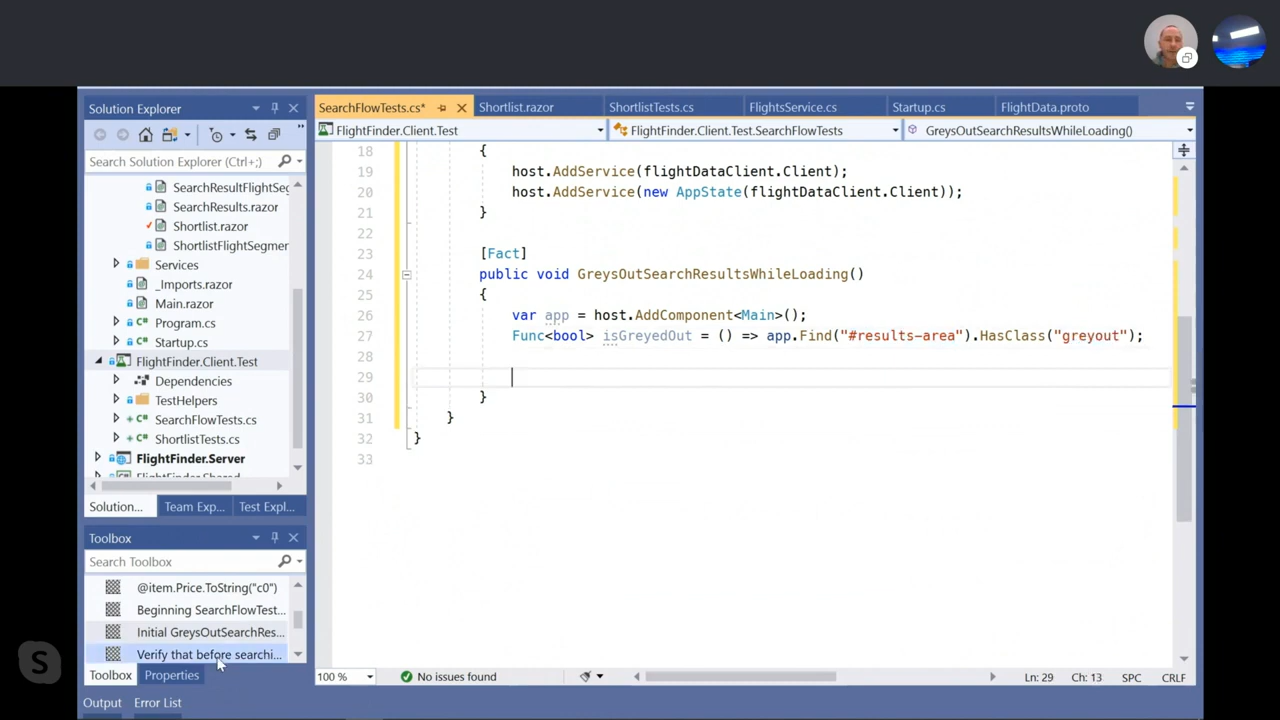 Solution Explorer
SearchFlowTests.cs*
Shortlist.razor
ShortlistTests.cs
FlightsService.cs
Startup.cs
FlightData.proto
FlightFinder.Client.Test
FlightFinder.Client.Test.SearchFlowTests
GreysOutSearchResultsWhileLoading()
Search Solution Explorer (Ctrl+;)
SearchResultFlightSeg
SearchResults.razor
Shortlist.razor
ShortlistFlightSegmen
Services
_Imports.razor
Main.razor
Program.cs
Startup.cs
FlightFinder.Client.Test
Dependencies
TestHelpers
SearchFlowTests.cs
ShortlistTests.cs
FlightFinder.Server
FlightFinder.Shared
Solution...
Team Exp...
Test Expl...
Toolbox
Search Toolbox
@item.Price.ToString("c0")
Beginning SearchFlowTest...
Initial GreysOutSearchRes...
Verify that before searchi...
Toolbox
Properties
Output
Error List
18 {
19 host.AddService(flightDataClient.Client);
20 host.AddService(new AppState(flightDataClient.Client));
21 }
22
23 [Fact]
24 public void GreysOutSearchResultsWhileLoading()
25 {
26 var app = host.AddComponent<Main>();
27 Func<bool> isGreyedOut = () => app.Find("#results-area").HasClass("greyout");
28
29
30 }
31 }
32 }
33
100 %
No issues found
Ln: 29
Ch: 13
SPC
CRLF
S